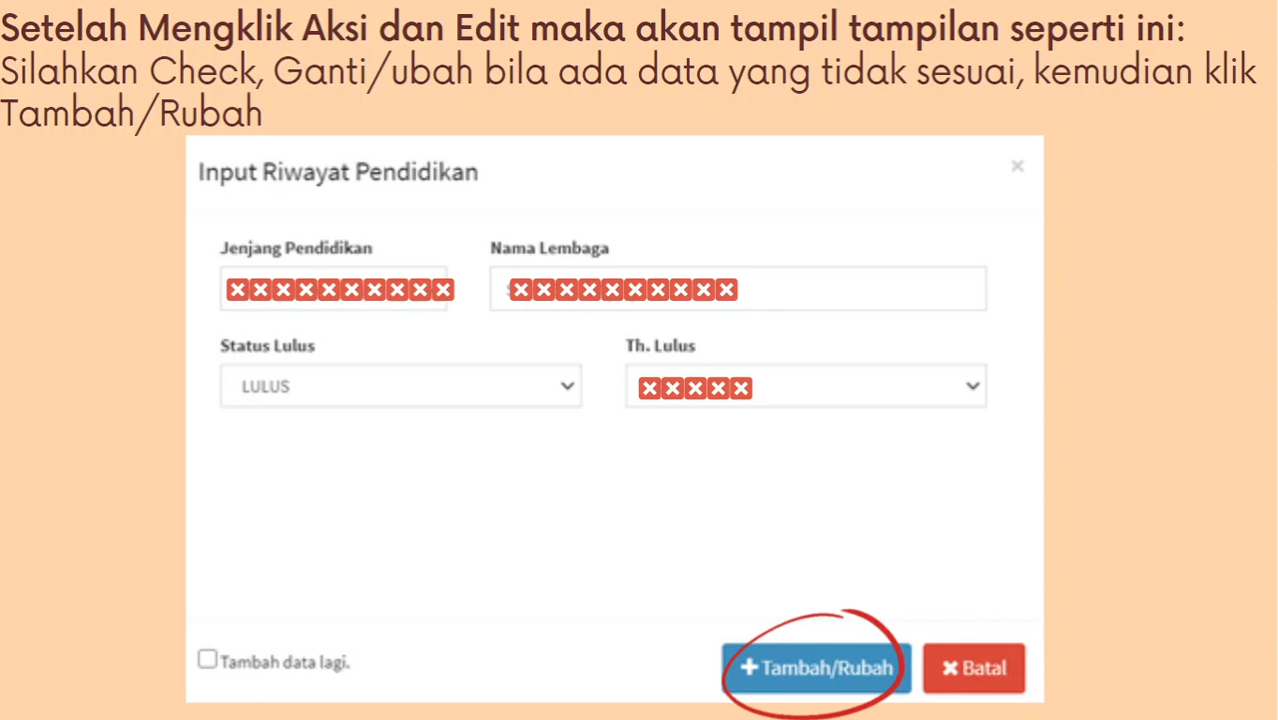 Setelah Mengklik Aksi dan Edit maka akan tampil tampilan seperti ini:
Silahkan Check, Ganti/ubah bila ada data yang tidak sesuai, kemudian klik
Tambah/Rubah
Input Riwayat Pendidikan
×
Jenjang Pendidikan
Nama Lembaga
Status Lulus
Th. Lulus
LULUS
Tambah data lagi.
Tambah/Rubah
Batal